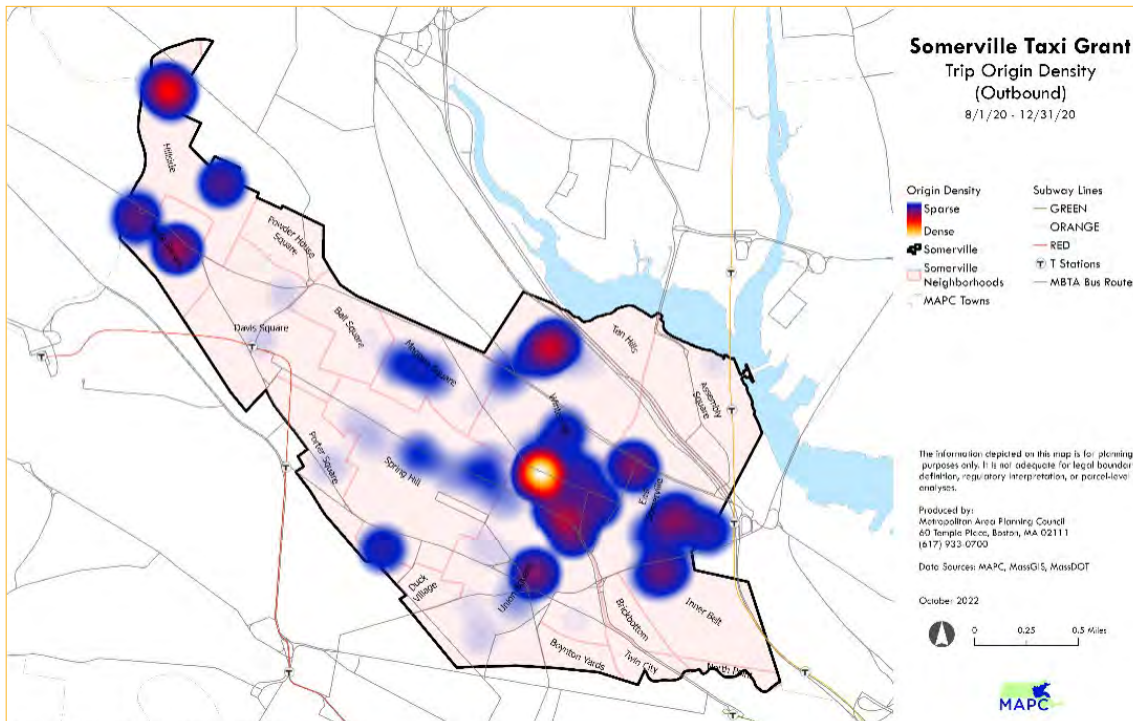 Somerville Taxi Grant
Trip Origin Density
(Outbound)
8/1/20 - 12/31/20
Origin Density
Sparse
Dense
Somerville
Somerville
Neighborhoods
MAPC Towns
Subway Lines
GREEN
ORANGE
RED
T Stations
MBTA Bus Route
The information depicted on this map is for planning
purposes only. It is not adequate for legal boundar
definition, regulatory interpretation, or parcel-level
analyses.
Produced by:
Metropolitan Area Planning Council
60 Temple Place, Boston, MA 02111
(617) 933-0700
Data Sources: MAPC, MassGIS, MassDOT
October 2022
0 0.25 0.5 Miles
MAPC
Hillside
Powder House
Square
Ball Square
Davis Square
Magoun Square
Ten Hills
Assembly
Square
Porter Square
Spring Hill
Duck
Village
Inner Belt
Brickbottom
Boynton Yards
Twin City
T
T
T
T
T
T
T
T